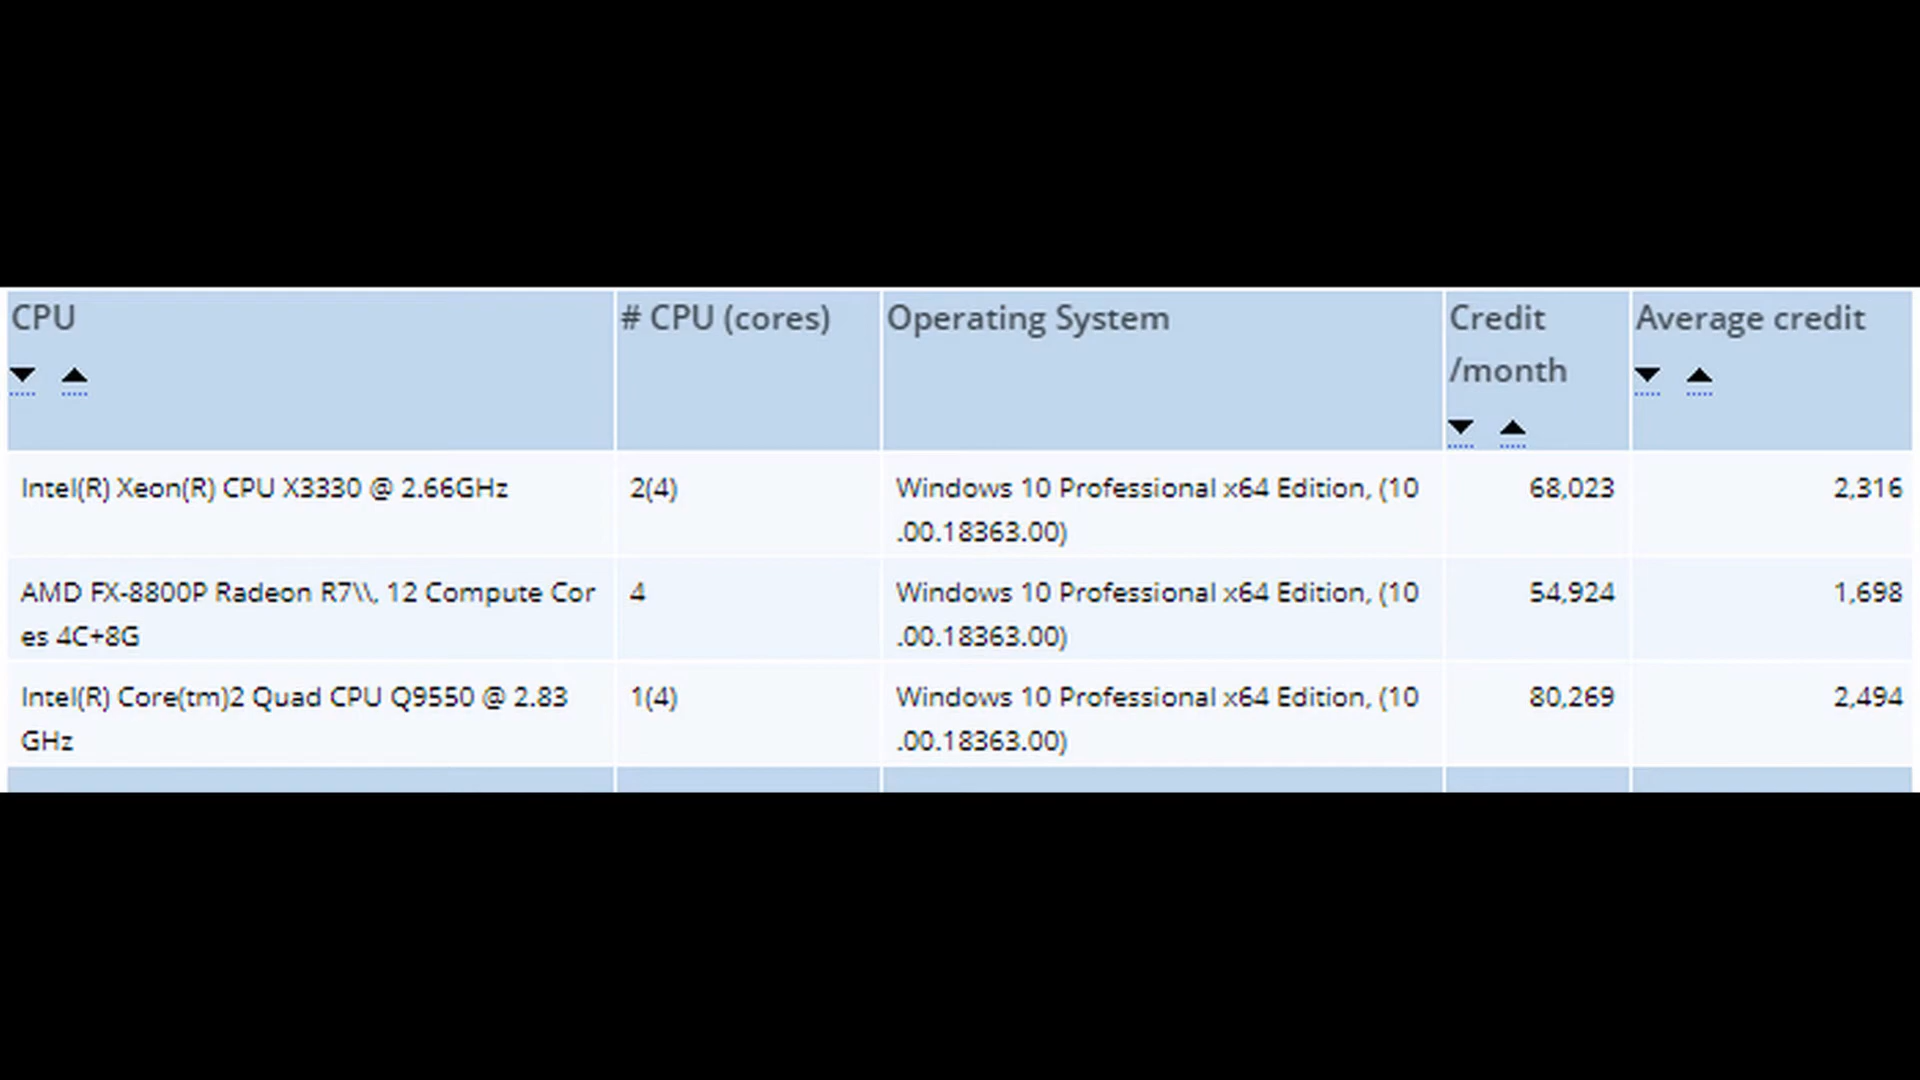 CPU
# CPU (cores)
Operating System
Credit
/month
Average credit
Intel(R) Xeon(R) CPU X3330 @ 2.66GHz
2(4)
Windows 10 Professional x64 Edition, (10
.00.18363.00)
68,023
2,316
AMD FX-8800P Radeon R7\\, 12 Compute Cor
es 4C+8G
4
Windows 10 Professional x64 Edition, (10
.00.18363.00)
54,924
1,698
Intel(R) Core(tm)2 Quad CPU Q9550 @ 2.83
GHz
1(4)
Windows 10 Professional x64 Edition, (10
.00.18363.00)
80,269
2,494